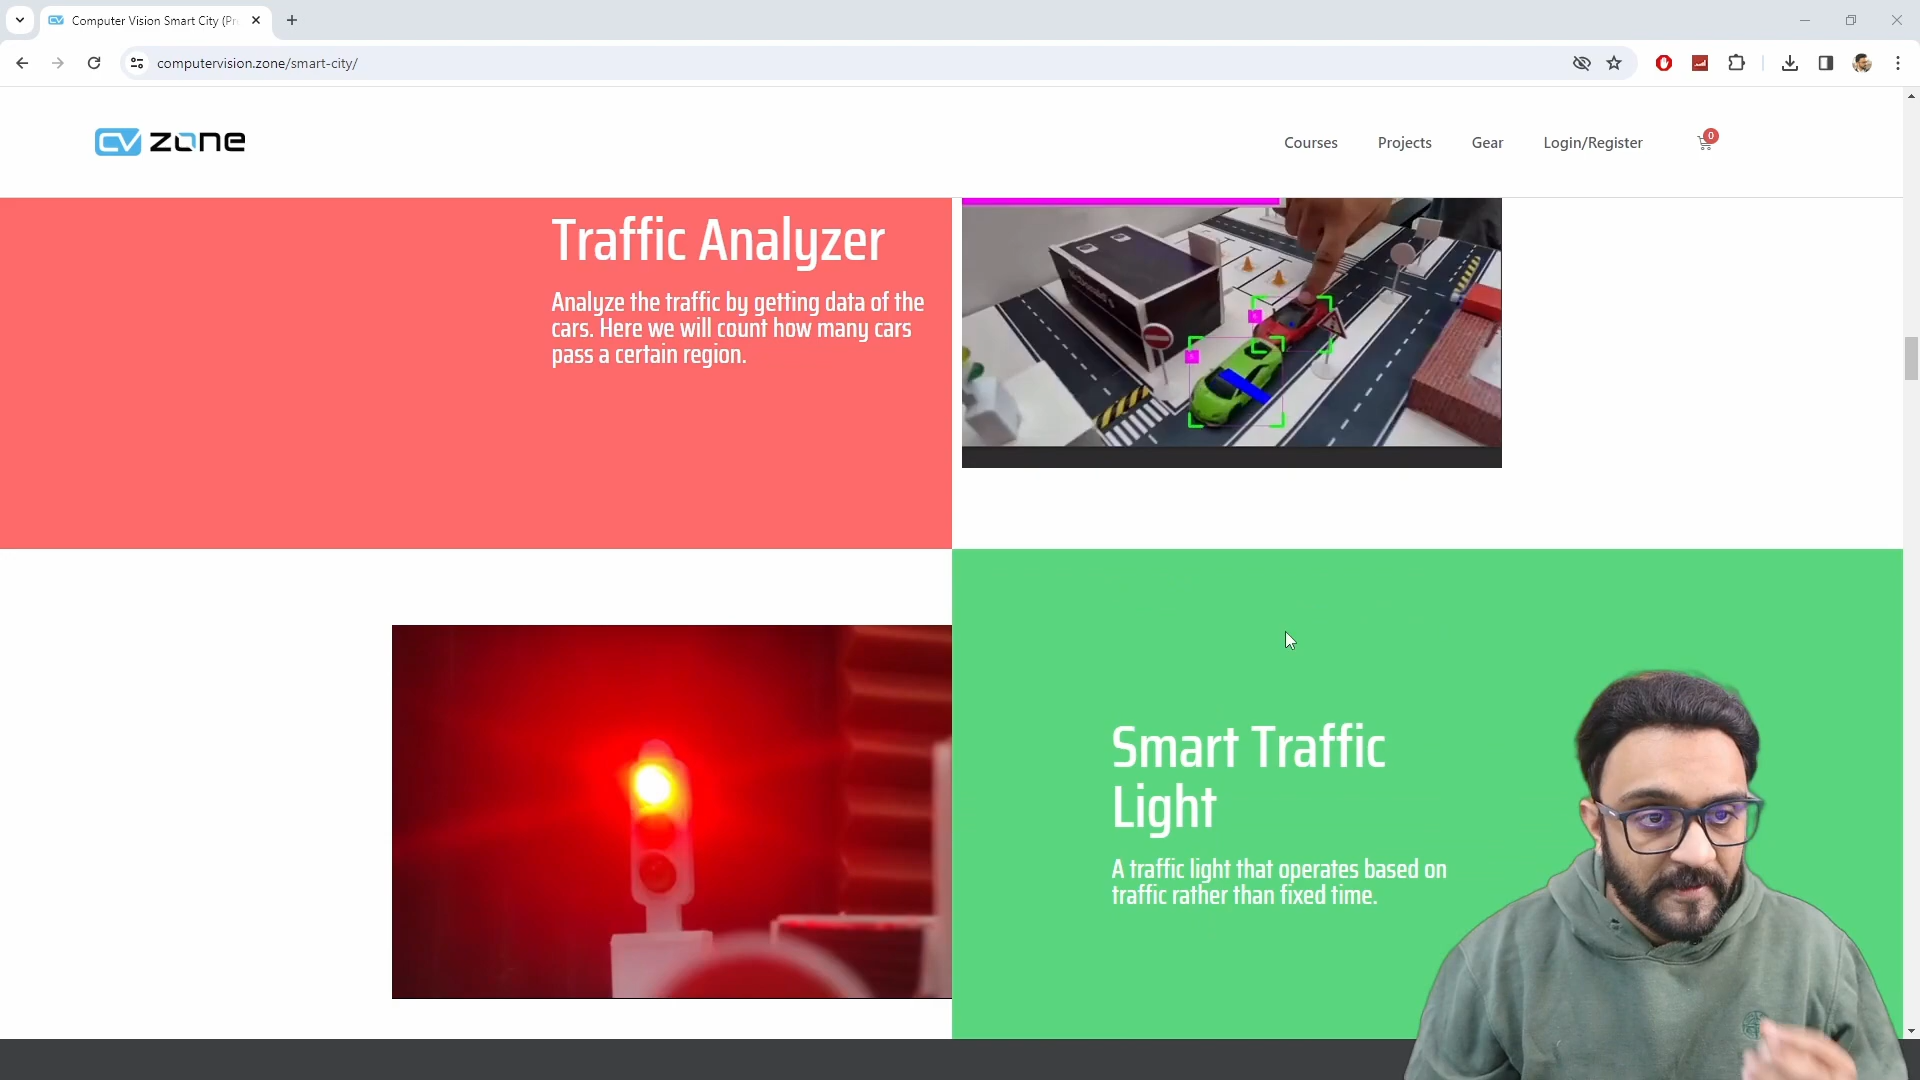 Computer Vision Smart City (Pr
computervision.zone/smart-city/
CV zone
Courses
Projects
Gear
Login/Register
0
Traffic Analyzer
Analyze the traffic by getting data of the
cars. Here we will count how many cars
pass a certain region.
Smart Traffic
Light
A traffic light that operates based on
traffic rather than fixed time.